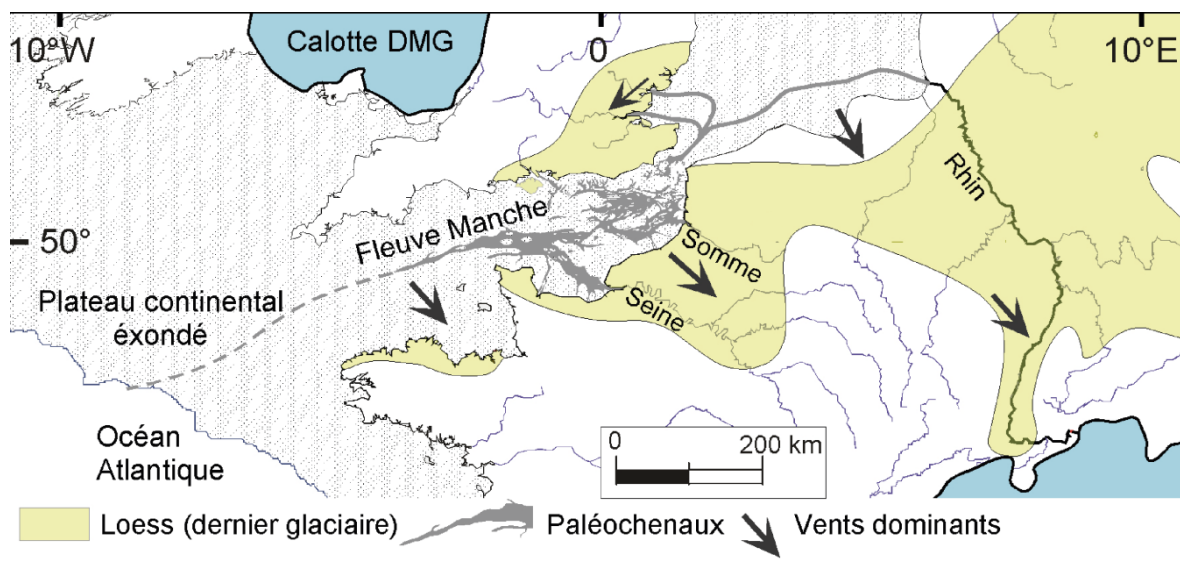 10°W
Calotte DMG
0
10°E
Rhin
50°
Fleuve Manche
Somme
Seine
Plateau continental
éxondé
Océan
Atlantique
0
200 km
Loess (dernier glaciaire)
Paléochenaux
Vents dominants